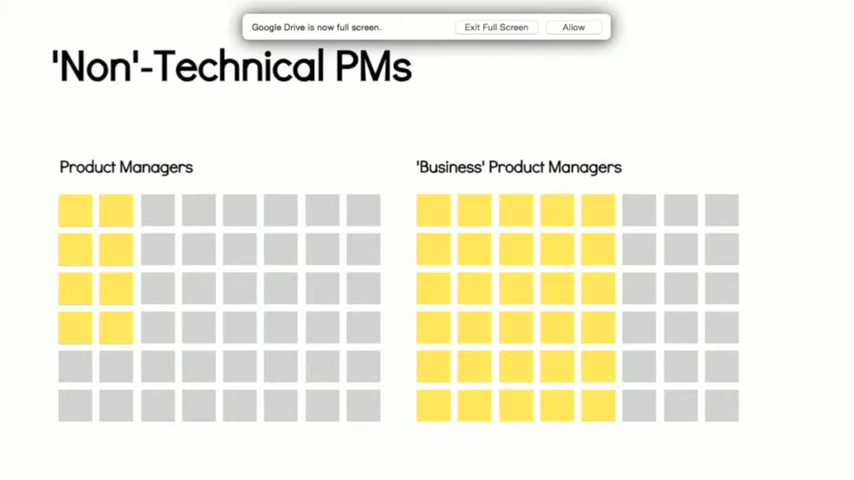 Google Drive is now full screen.
Exit Full Screen
Allow
'Non'-Technical PMs
Product Managers
'Business' Product Managers